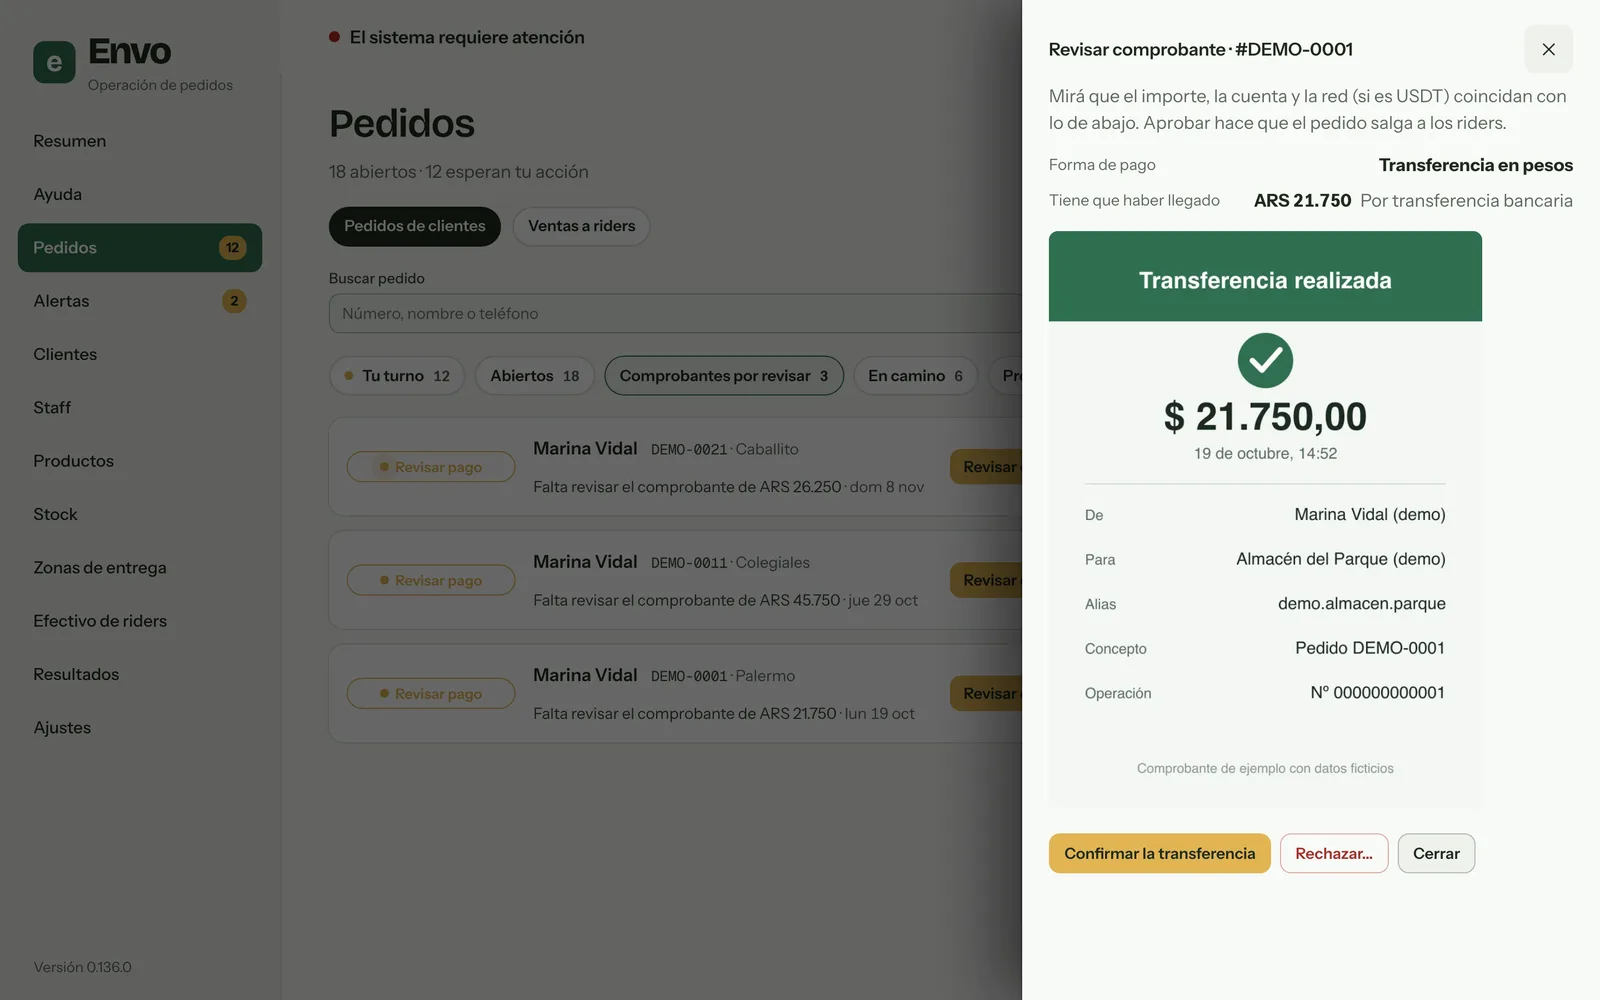 e
Envo
Operación de pedidos
Resumen
Ayuda
Pedidos 12
Alertas 2
Clientes
Staff
Productos
Stock
Zonas de entrega
Efectivo de riders
Resultados
Ajustes
Versión 0.136.0
El sistema requiere atención
Pedidos
18 abiertos · 12 esperan tu acción
Pedidos de clientes Ventas a riders
Buscar pedido
Número, nombre o teléfono
Tu turno 12 Abiertos 18 Comprobantes por revisar 3 En camino 6
Marina Vidal DEMO-0021 · Caballito
Revisar pago Revisar
Falta revisar el comprobante de ARS 26.250 · dom 8 nov
Marina Vidal DEMO-0011 · Colegiales
Revisar pago Revisar
Falta revisar el comprobante de ARS 45.750 · jue 29 oct
Marina Vidal DEMO-0001 · Palermo
Revisar pago Revisar
Falta revisar el comprobante de ARS 21.750 · lun 19 oct
Revisar comprobante · #DEMO-0001
Mirá que el importe, la cuenta y la red (si es USDT) coincidan con
lo de abajo. Aprobar hace que el pedido salga a los riders.
Forma de pago Transferencia en pesos
Tiene que haber llegado ARS 21.750 Por transferencia bancaria
Transferencia realizada
$ 21.750,00
19 de octubre, 14:52
De Marina Vidal (demo)
Para Almacén del Parque (demo)
Alias demo.almacen.parque
Concepto Pedido DEMO-0001
Operación Nº 000000000001
Comprobante de ejemplo con datos ficticios
Confirmar la transferencia Rechazar... Cerrar